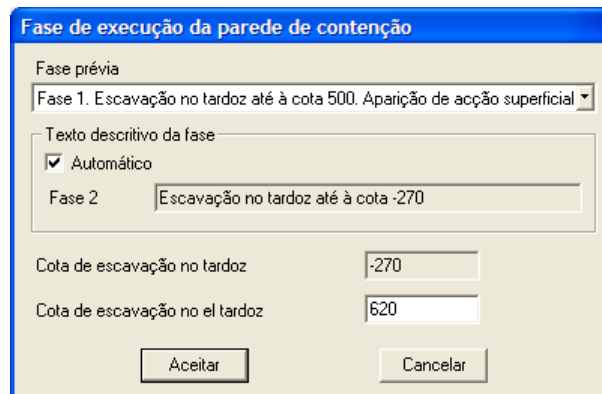 Fase de execução da parede de contenção
Fase prévia
Fase 1. Escavação no tardoz até à cota 500. Aparição de acção superficial
Texto descritivo da fase
Automático
Fase 2 Escavação no tardoz até à cota -270
Cota de escavação no tardoz -270
Cota de escavação no el tardoz 620
Aceitar Cancelar